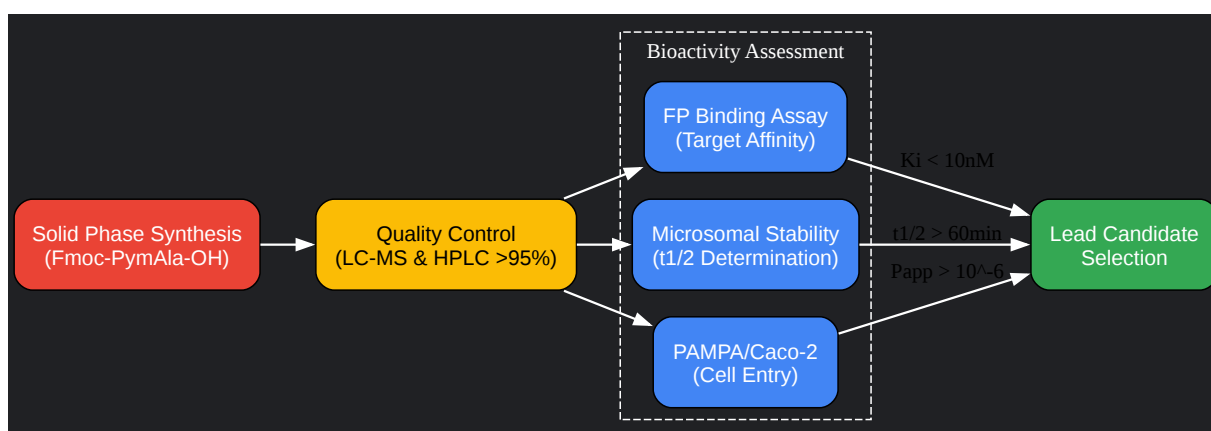 Bioactivity Assessment
FP Binding Assay
(Target Affinity)
Ki < 10nM
Solid Phase Synthesis
(Fmoc-PymAla-OH)
Quality Control
(LC-MS & HPLC >95%)
Microsomal Stability
(t1/2 Determination)
t1/2 > 60min
Lead Candidate
Selection
Papp > 10^-6
PAMPA/Caco-2
(Cell Entry)